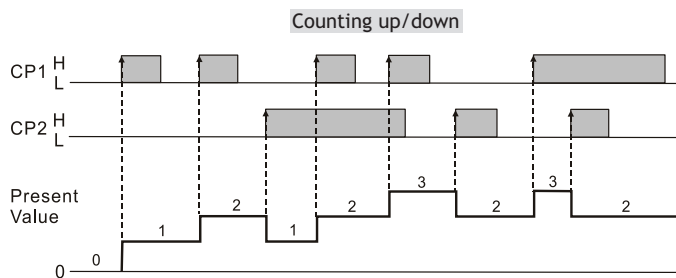 Counting up/down
CP1 H
L
CP2 H
L
Present
Value
0 0 1 2 1 2 3 2 3 2